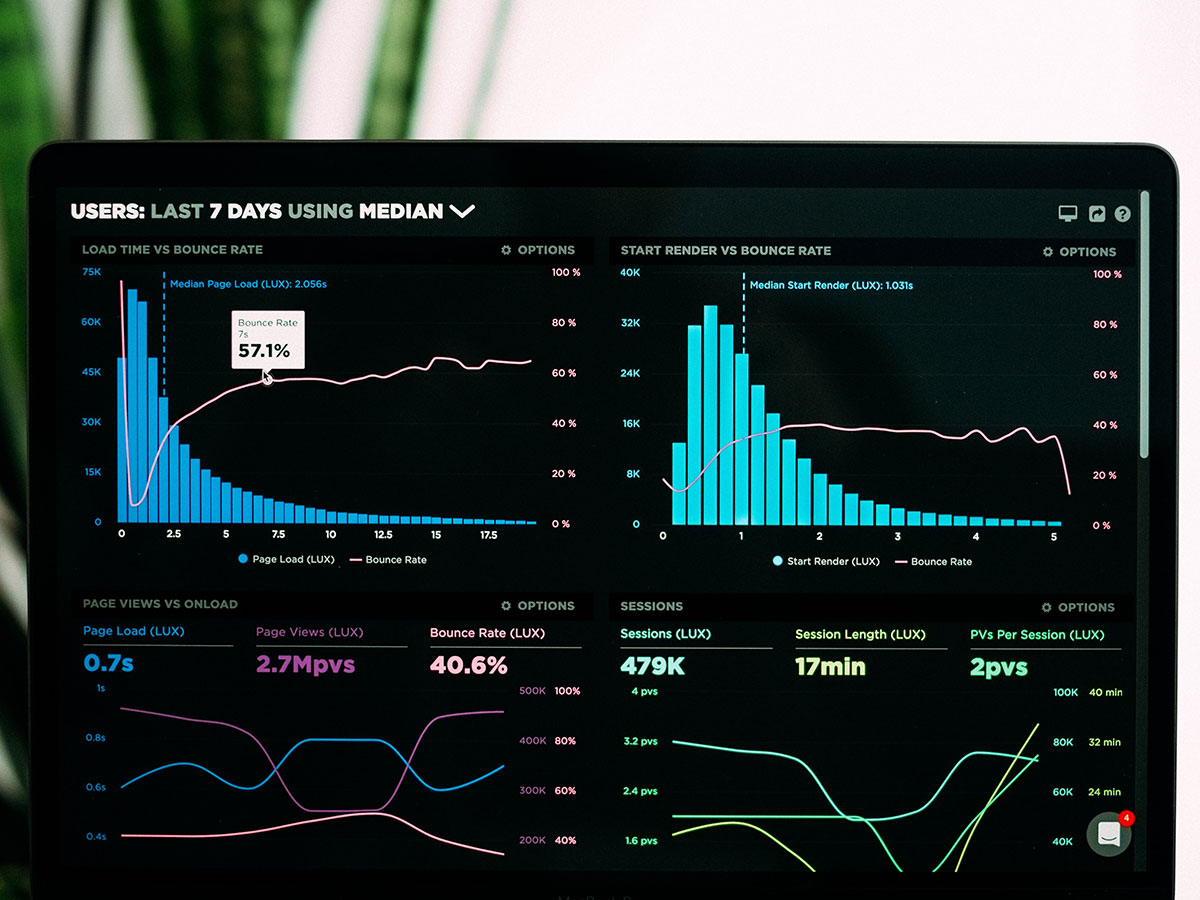 USERS: LAST 7 DAYS USING MEDIAN
LOAD TIME VS BOUNCE RATE
OPTIONS
75K
60K
45K
30K
15K
0
Median Page Load (LUX): 2.056s
Bounce Rate
7s
57.1%
100 %
80 %
60 %
40 %
20 %
0 %
0 2.5 5 7.5 10 12.5 15 17.5
Page Load (LUX) Bounce Rate
START RENDER VS BOUNCE RATE
OPTIONS
40K
32K
24K
16K
8K
0
Median Start Render (LUX): 1.031s
100 %
80 %
60 %
40 %
20 %
0 %
0 1 2 3 4 5
Start Render (LUX) Bounce Rate
PAGE VIEWS VS ONLOAD
OPTIONS
Page Load (LUX)
0.7s
Page Views (LUX)
2.7Mpvs
Bounce Rate (LUX)
40.6%
1s
0.8s
0.6s
0.4s
500K 100%
400K 80%
300K 60%
200K 40%
SESSIONS
OPTIONS
Sessions (LUX)
479K
Session Length (LUX)
17min
PVs Per Session (LUX)
2pvs
4 pvs
3.2 pvs
2.4 pvs
1.6 pvs
100K 40 min
80K 32 min
60K 24 min
40K
4